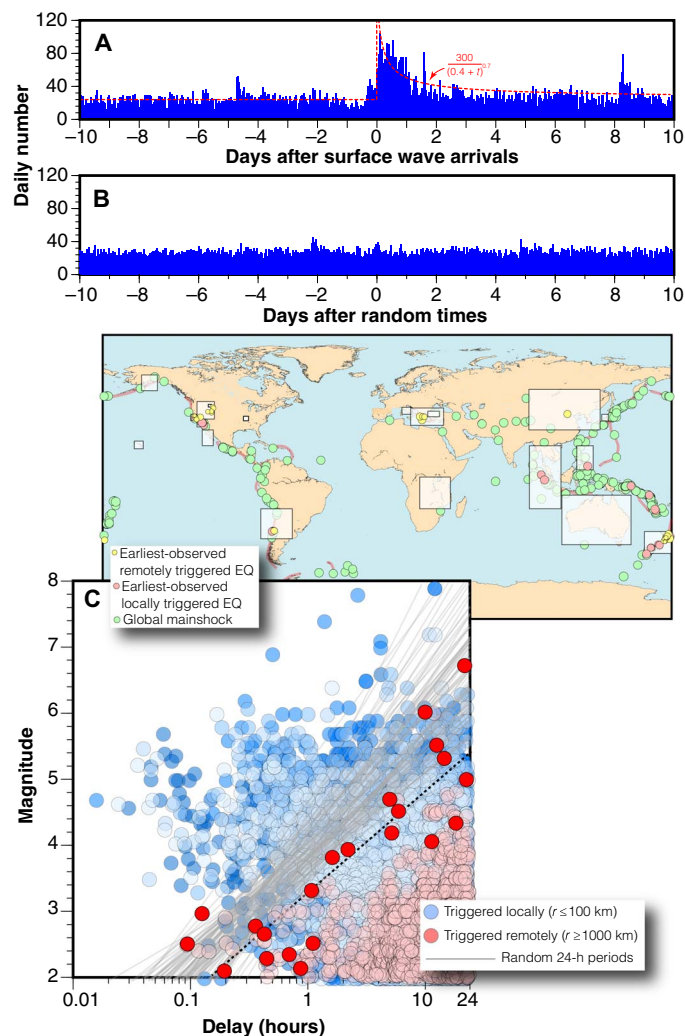 A
300
(0.4 + t)^0.7
120
80
40
0
–10 –8 –6 –4 –2 0 2 4 6 8 10
Days after surface wave arrivals
Daily number
B
120
80
40
0
–10 –8 –6 –4 –2 0 2 4 6 8 10
Days after random times
Earliest-observed
remotely triggered EQ
Earliest-observed
locally triggered EQ
Global mainshock
C
8
7
6
5
4
3
2
Magnitude
Triggered locally (r ≤ 100 km)
Triggered remotely (r ≥ 1000 km)
Random 24-h periods
0.01 0.1 1 10 24
Delay (hours)